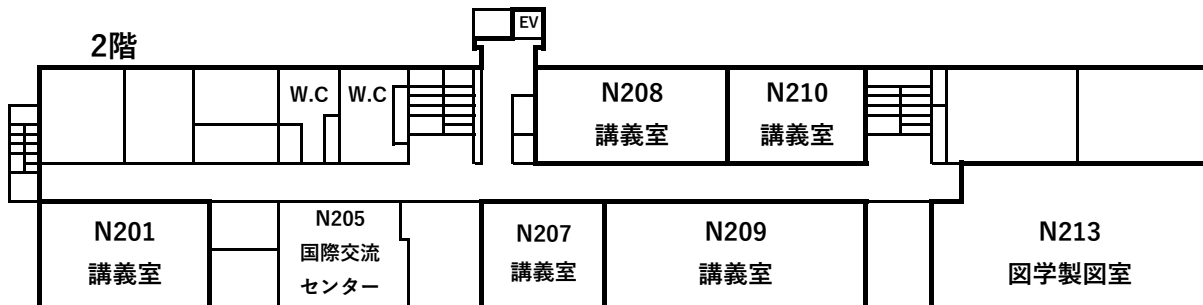 EV
2階
W.C
W.C
N208
講義室
N210
講義室
N201
講義室
N205
国際交流
センター
N207
講義室
N209
講義室
N213
図学製図室